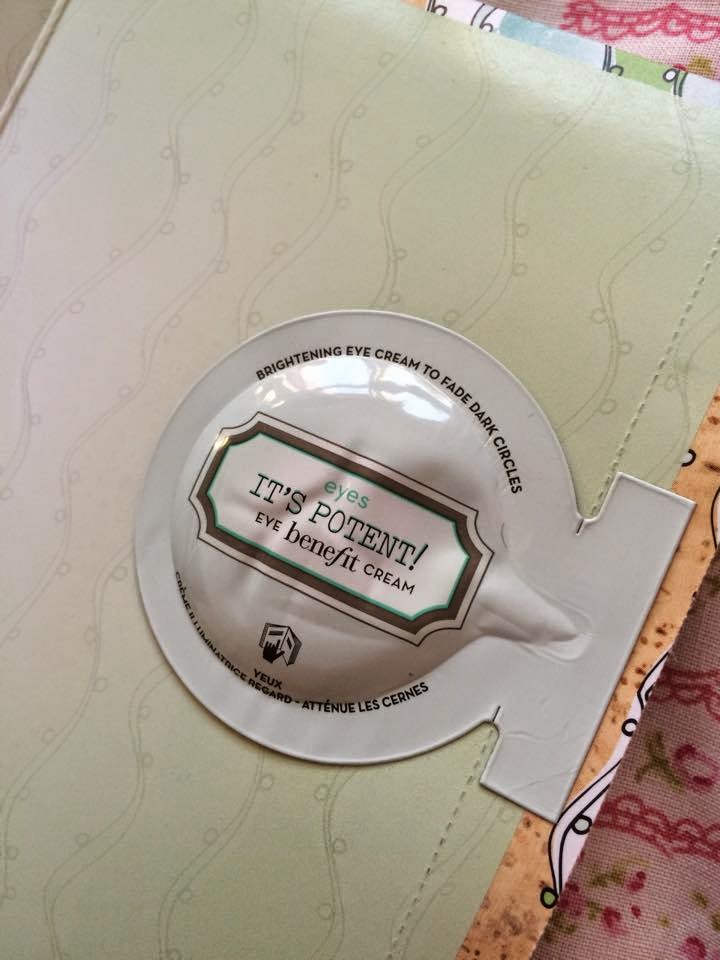 BRIGHTENING EYE CREAM TO FADE DARK CIRCLES
eyes
IT'S POTENT!
EYE benefit CREAM
YEUX
CRÈME ILLUMINATRICE REGARD - ATTÉNUE LES CERNES